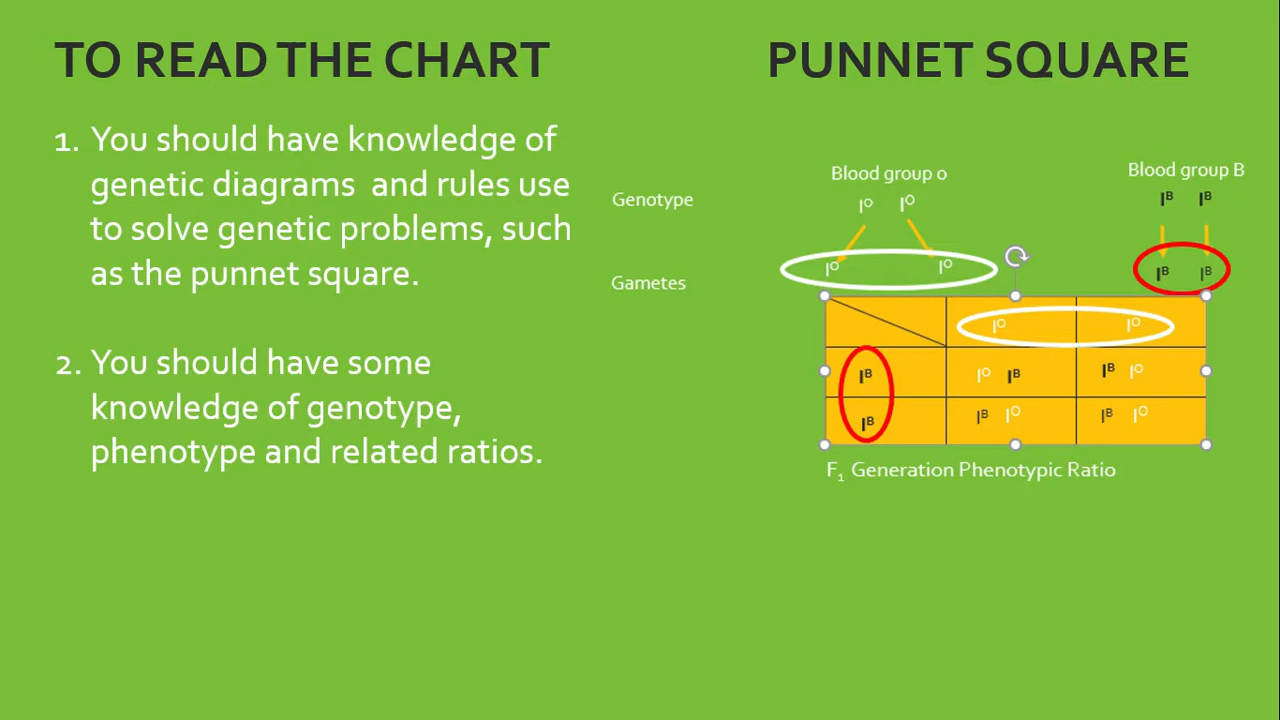 TO READ THE CHART
1. You should have knowledge of
genetic diagrams and rules use
to solve genetic problems, such
as the punnet square.
2. You should have some
knowledge of genotype,
phenotype and related ratios.
PUNNET SQUARE
Blood group o
Blood group B
Genotype
Iᴼ Iᴼ
Iᴮ Iᴮ
Gametes
Iᴼ Iᴼ
Iᴮ Iᴮ
Iᴼ Iᴼ
Iᴮ Iᴼ Iᴮ Iᴮ Iᴼ
Iᴮ Iᴮ Iᴼ Iᴮ Iᴼ
F₁ Generation Phenotypic Ratio